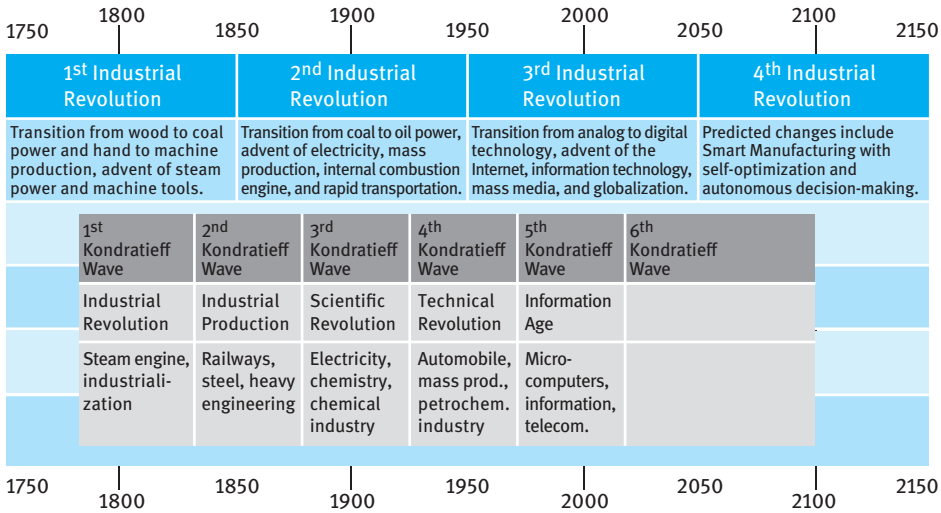 1750 1800 1850 1900 1950 2000 2050 2100 2150
1st Industrial
Revolution
2nd Industrial
Revolution
3rd Industrial
Revolution
4th Industrial
Revolution
Transition from wood to coal
power and hand to machine
production, advent of steam
power and machine tools.
Transition from coal to oil power,
advent of electricity, mass
production, internal combustion
engine, and rapid transportation.
Transition from analog to digital
technology, advent of the
Internet, information technology,
mass media, and globalization.
Predicted changes include
Smart Manufacturing with
self-optimization and
autonomous decision-making.
1st
Kondratieff
Wave
2nd
Kondratieff
Wave
3rd
Kondratieff
Wave
4th
Kondratieff
Wave
5th
Kondratieff
Wave
6th
Kondratieff
Wave
Industrial
Revolution
Industrial
Production
Scientific
Revolution
Technical
Revolution
Information
Age
Steam engine,
industriali-
zation
Railways,
steel, heavy
engineering
Electricity,
chemistry,
chemical
industry
Automobile,
mass prod.,
petrochem.
industry
Micro-
computers,
information,
telecom.
1750 1800 1850 1900 1950 2000 2050 2100 2150